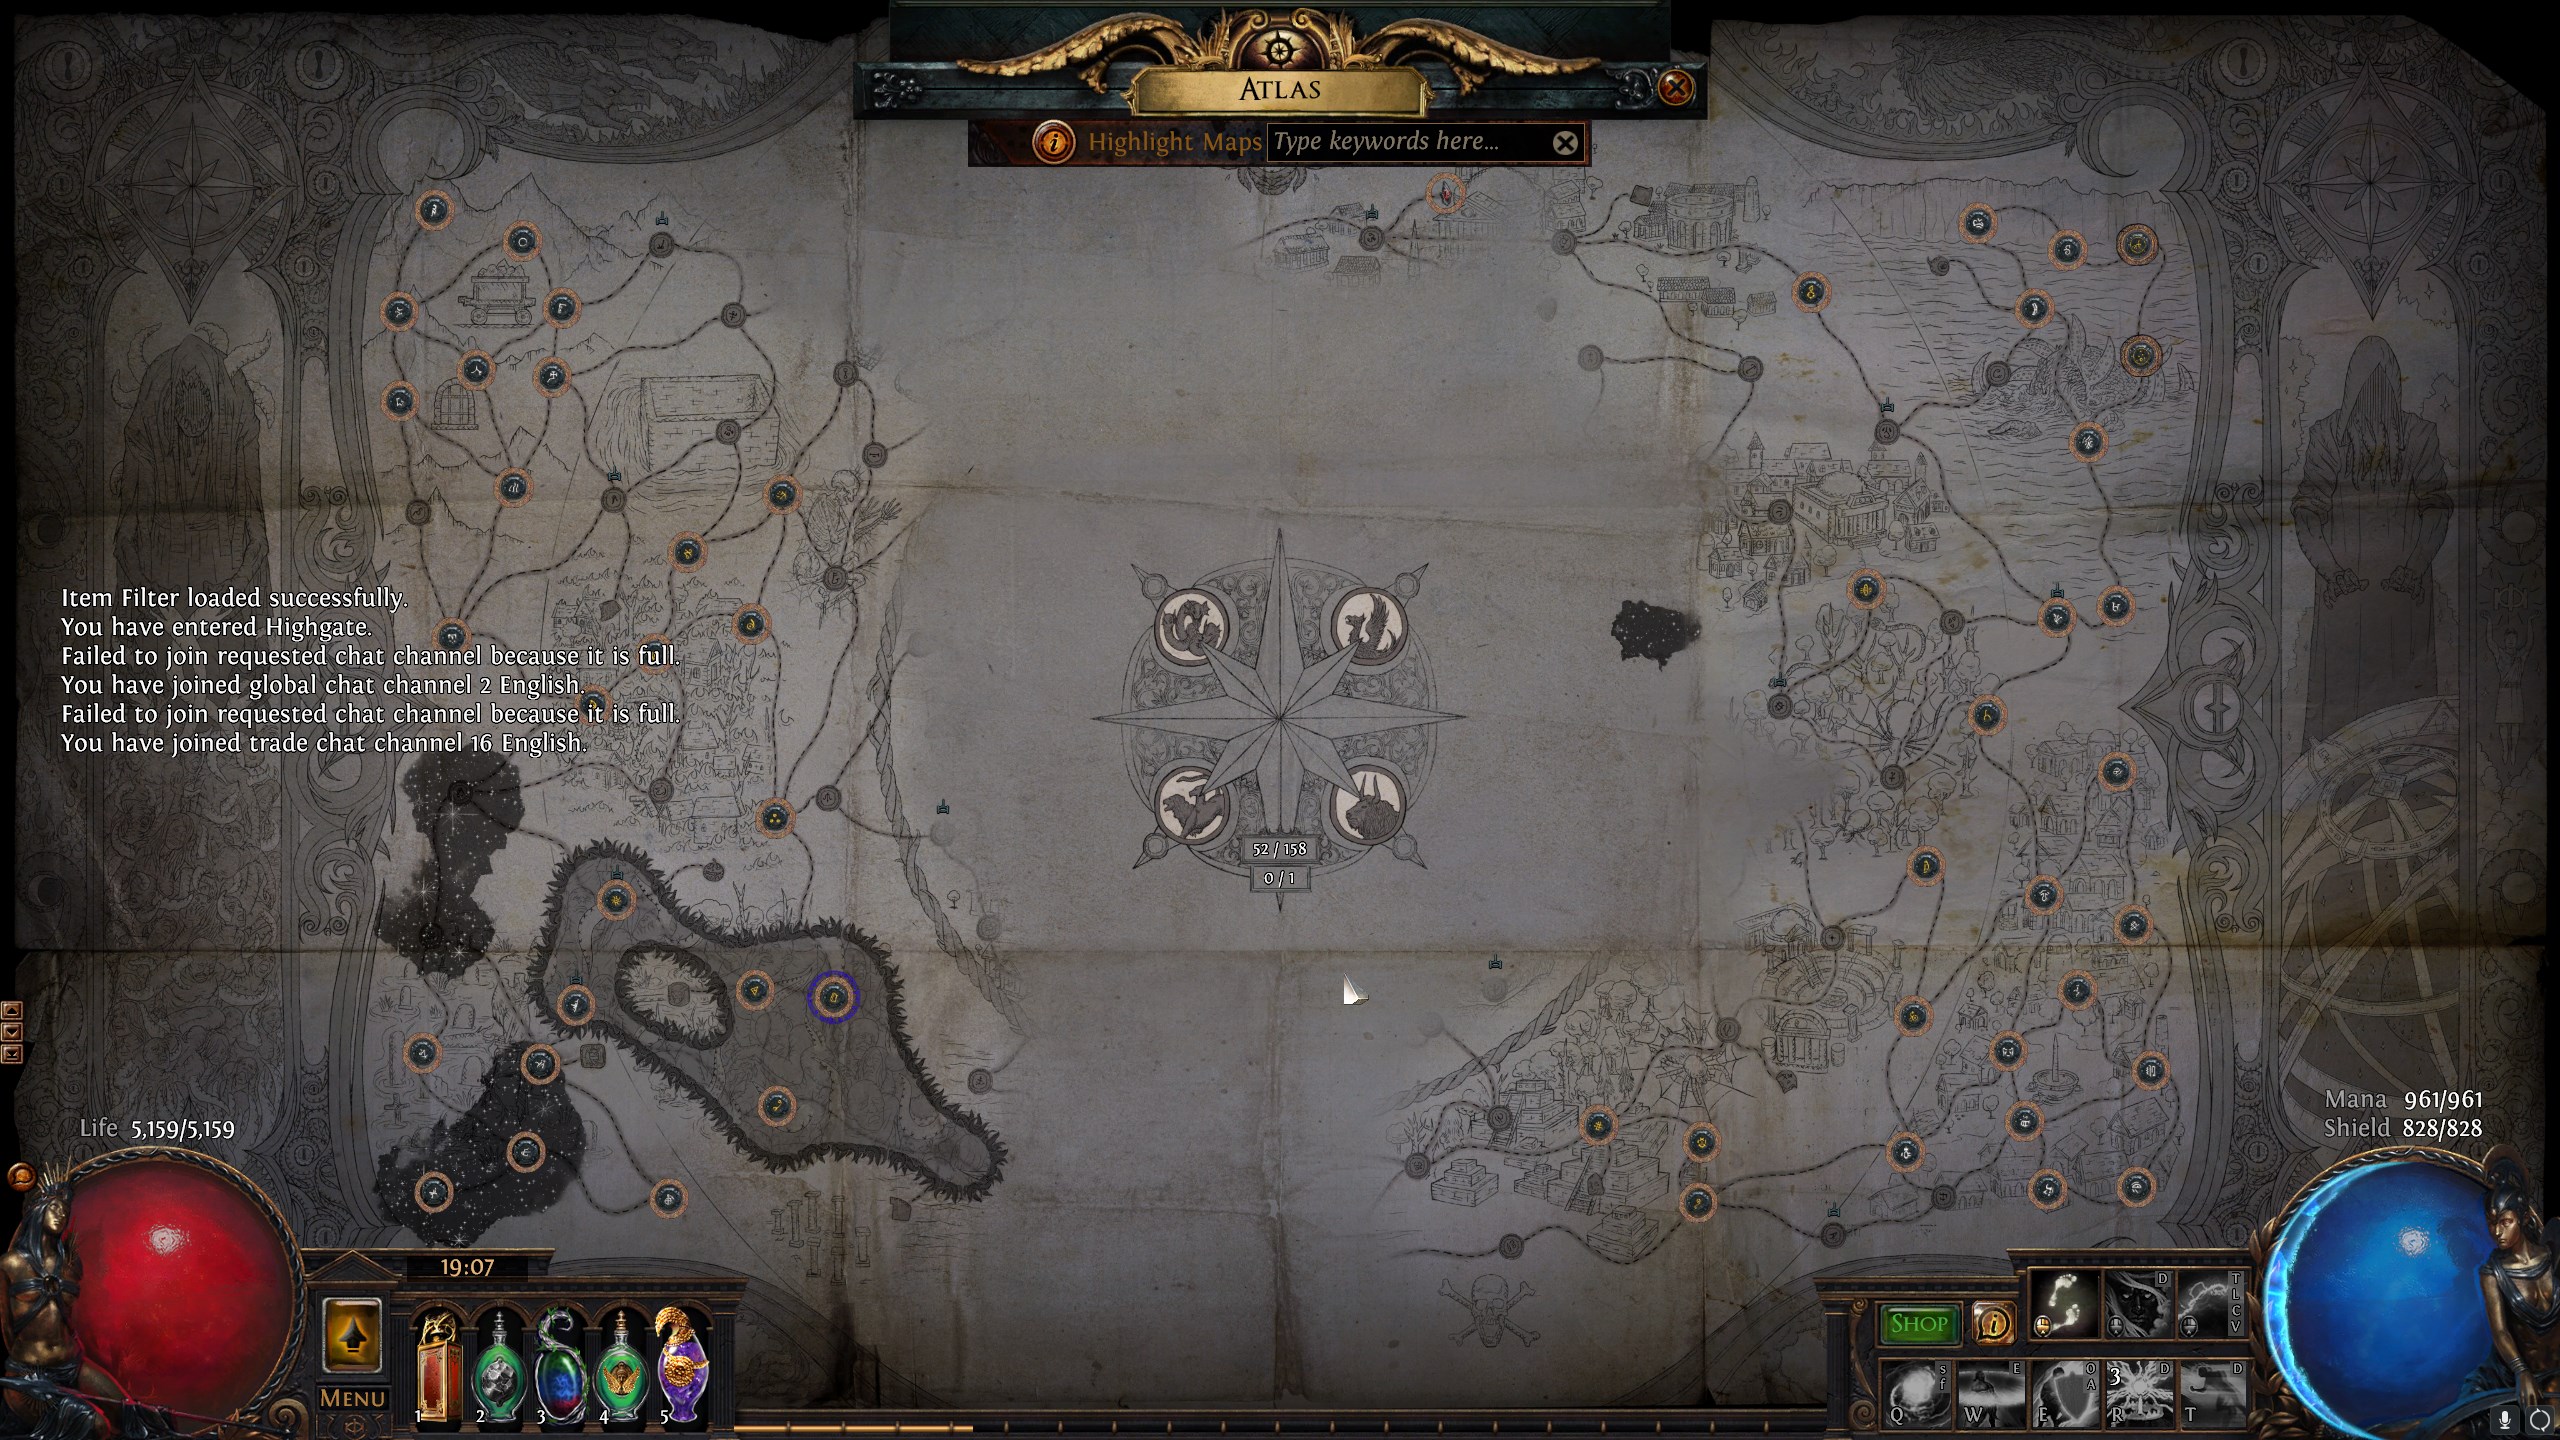 ATLAS
Highlight Maps Type keywords here...
Item Filter loaded successfully.
You have entered Highgate.
Failed to join requested chat channel because it is full.
You have joined global chat channel 2 English.
Failed to join requested chat channel because it is full.
You have joined trade chat channel 16 English.
52 / 158
0 / 1
Life 5,159/5,159
Mana 961/961
Shield 828/828
19:07
MENU
1 2 3 4 5
SHOP
D T L C V
S f E O A 3 D D
Q W E R T